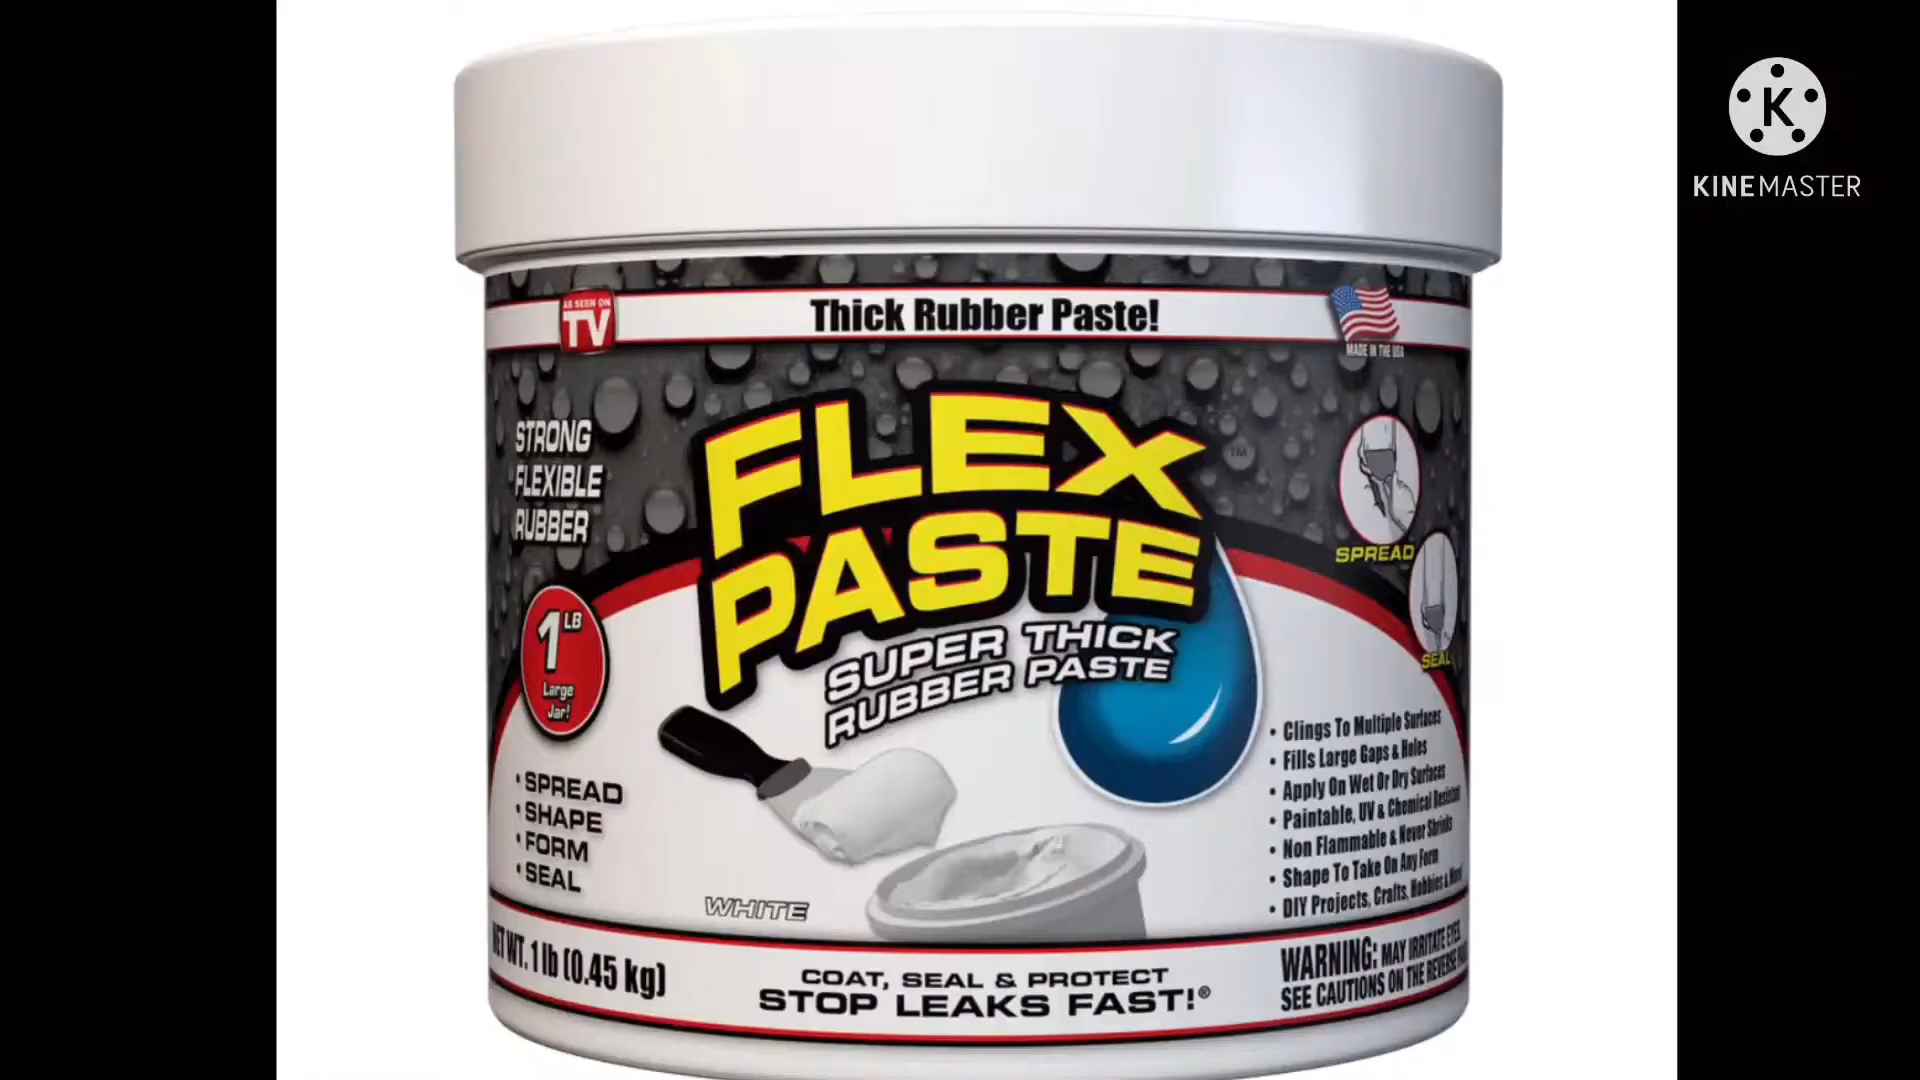 K
KINEMASTER
AS SEEN ON
TV
Thick Rubber Paste!
MADE IN THE USA
STRONG
FLEXIBLE
RUBBER
FLEX
PASTE
TM
SUPER THICK
RUBBER PASTE
SPREAD
SEAL
1 LB
Large
Jar!
• SPREAD
• SHAPE
• FORM
• SEAL
• Clings To Multiple Surfaces
• Fills Large Gaps & Holes
• Apply On Wet Or Dry Surfaces
• Paintable, UV & Chemical Resistant
• Non Flammable & Never Shrinks
• Shape To Take On Any Form
• DIY Projects, Crafts, Hobbies & More!
WHITE
NET WT. 1 lb (0.45 kg)
COAT, SEAL & PROTECT
STOP LEAKS FAST!®
WARNING: MAY IRRITATE EYES.
SEE CAUTIONS ON THE REVERSE